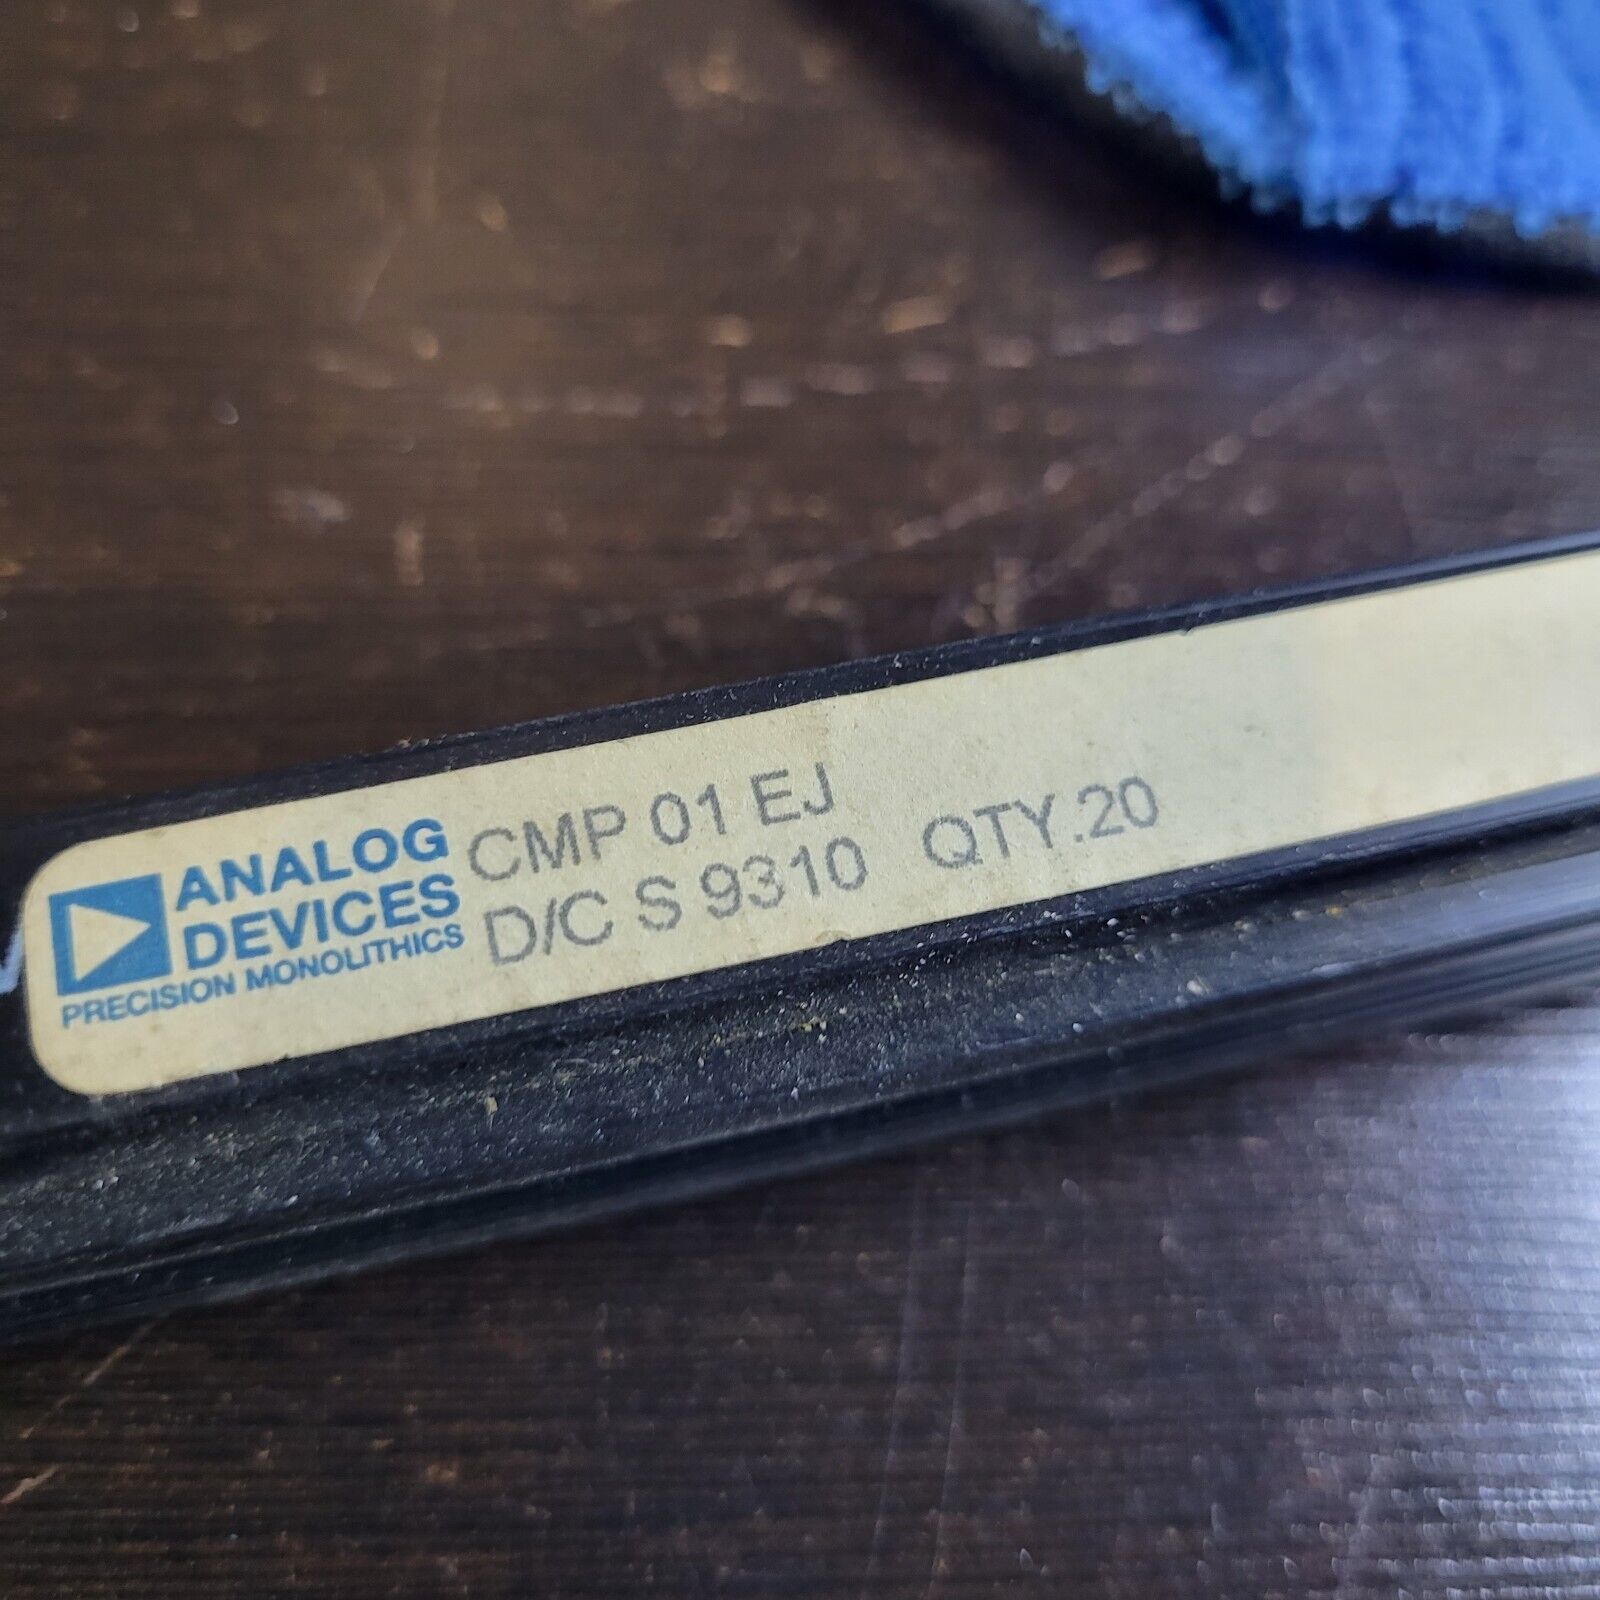 ANALOG
DEVICES
PRECISION MONOLITHICS
CMP 01 EJ
D/C S 9310 QTY.20